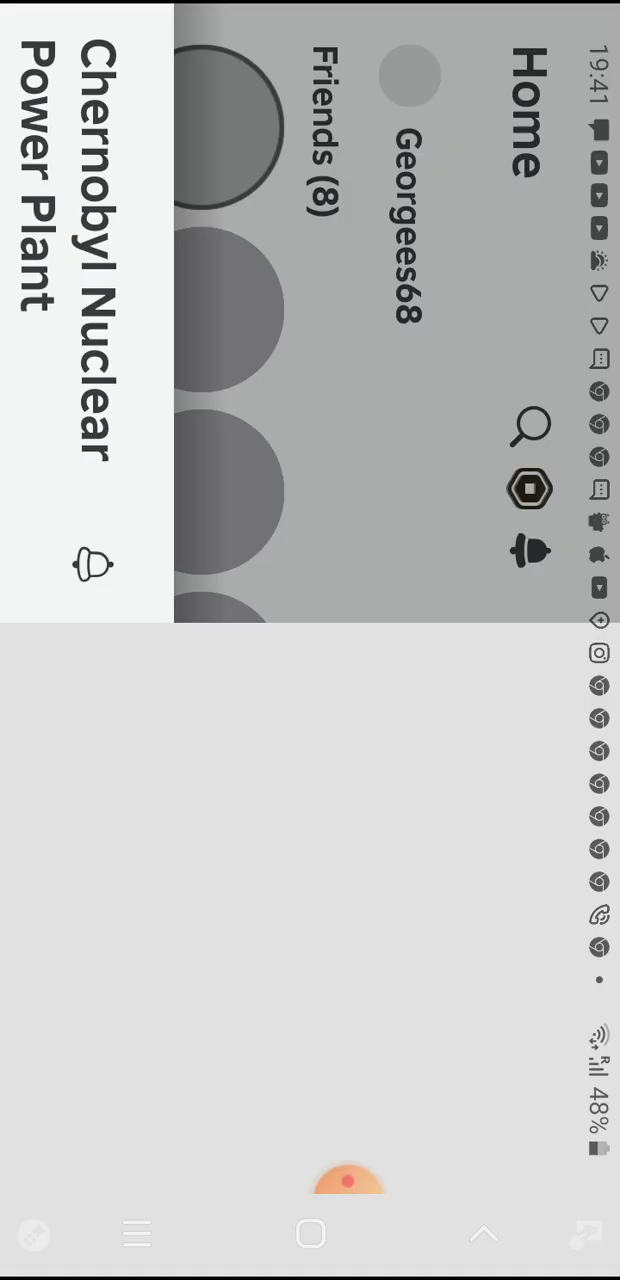 19:41
R
48%
Home
Georgees68
Friends (8)
Chernobyl Nuclear
Power Plant